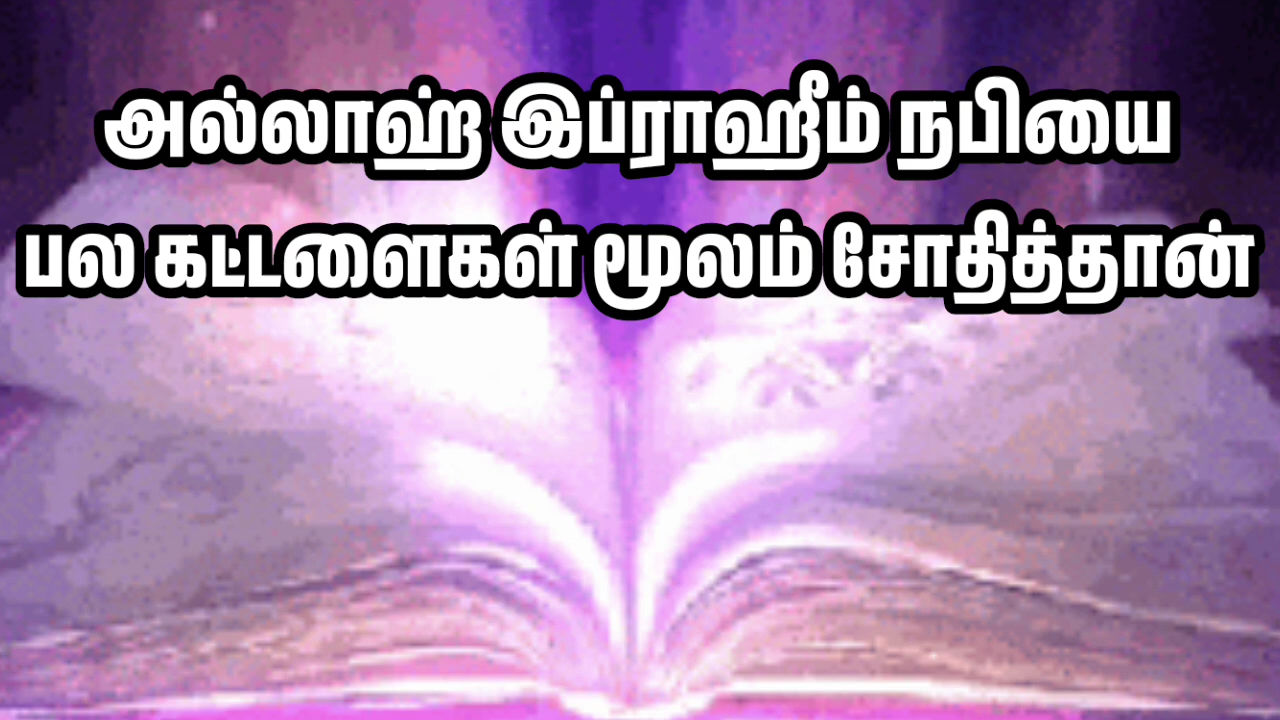 அல்லாஹ் இப்ராஹீம் நபியை
பல கட்டளைகள் மூலம் சோதித்தான்